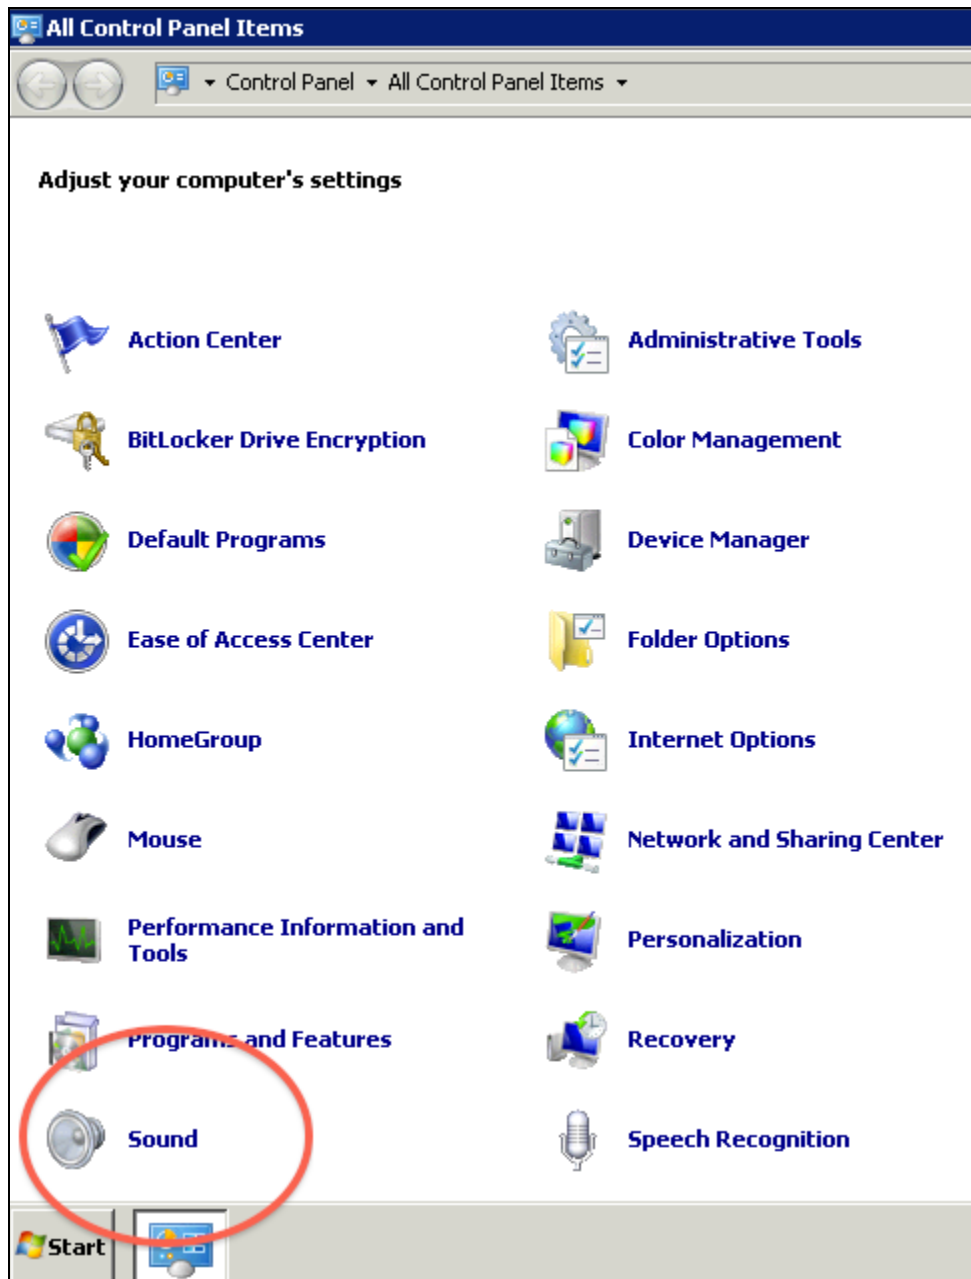 All Control Panel Items
Control Panel All Control Panel Items
Adjust your computer's settings
Action Center
Administrative Tools
BitLocker Drive Encryption
Color Management
Default Programs
Device Manager
Ease of Access Center
Folder Options
HomeGroup
Internet Options
Mouse
Network and Sharing Center
Performance Information and
Tools
Personalization
Programs and Features
Recovery
Sound
Speech Recognition
Start